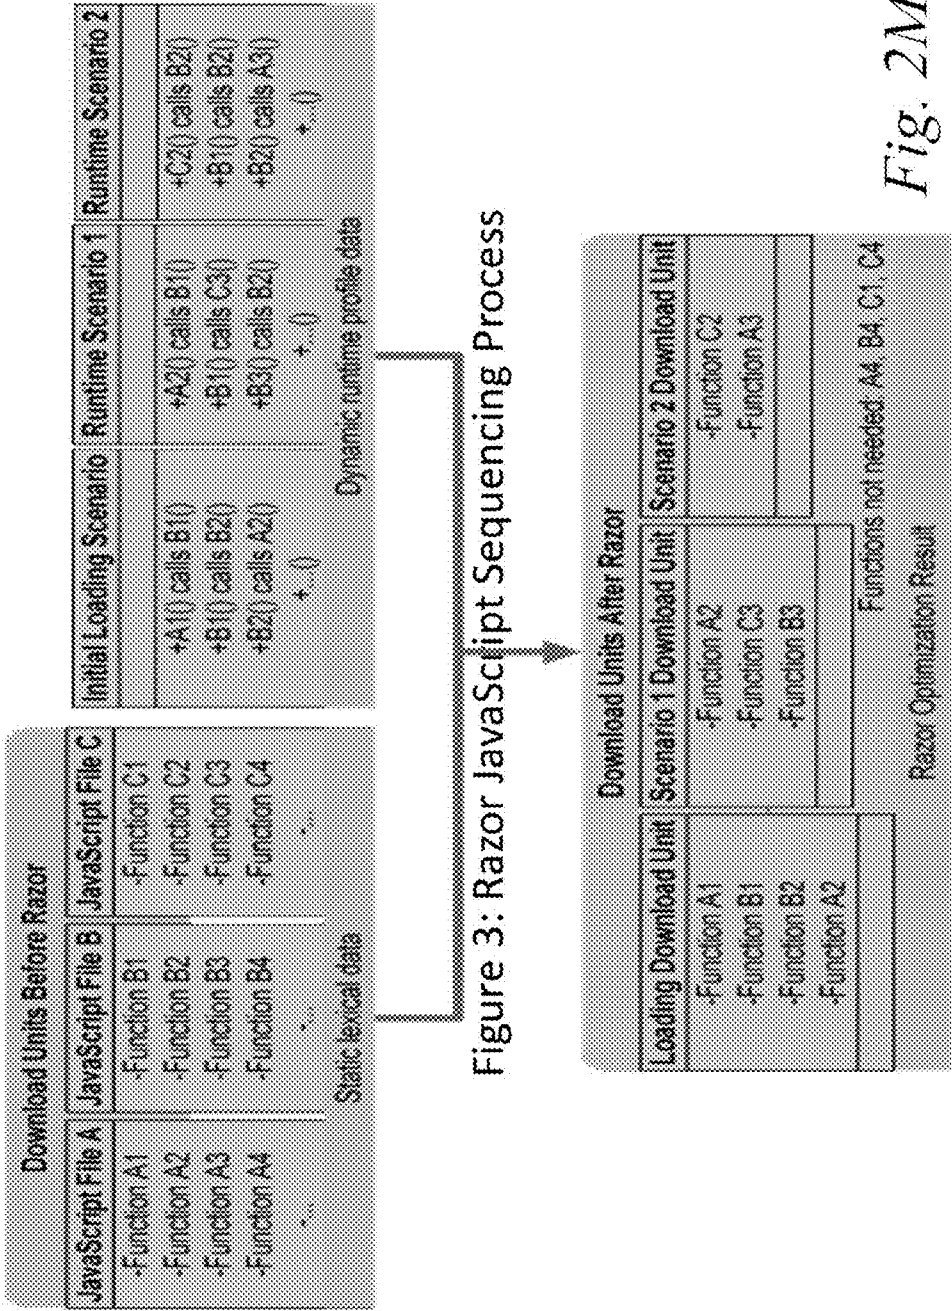 Download Units Before Razor
JavaScript File A
-Function A1
-Function A2
-Function A3
-Function A4
-...
JavaScript File B
-Function B1
-Function B2
-Function B3
-Function B4
-...
JavaScript File C
-Function C1
-Function C2
-Function C3
-Function C4
-...
Static lexical data
Initial Loading Scenario
+A1() calls B1()
+B1() calls B2()
+B2() calls A2()
+...()
Runtime Scenario 1
+A2() calls B1()
+B1() calls C3()
+B3() calls B2()
+...()
Runtime Scenario 2
+C2() calls B2()
+B1() calls B2()
+B2() calls A3()
+...()
Dynamic runtime profile data
Figure 3: Razor JavaScript Sequencing Process
Download Units After Razor
Loading Download Unit
-Function A1
-Function B1
-Function B2
-Function A2
Scenario 1 Download Unit
-Function A2
-Function C3
-Function B3
Scenario 2 Download Unit
-Function C2
-Function A3
Functions not needed: A4, B4, C1, C4
Razor Optimization Result
Fig. 2M